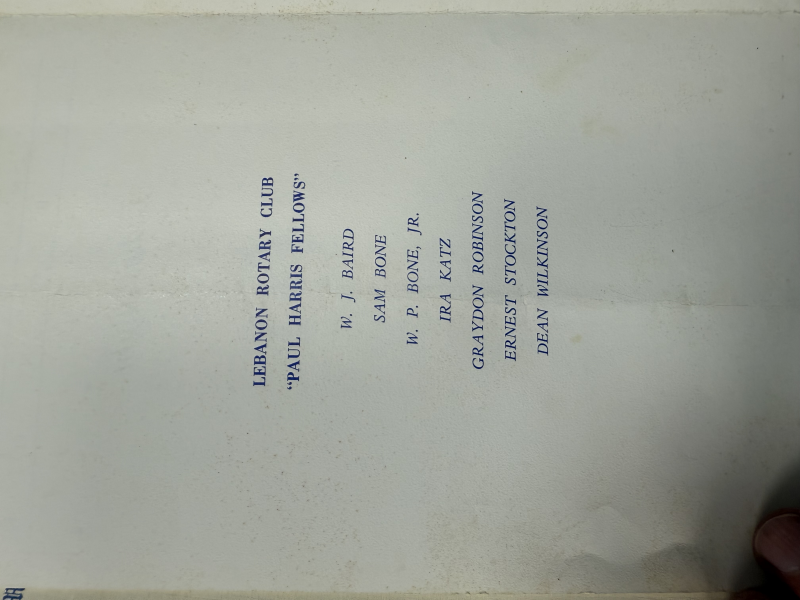 LEBANON ROTARY CLUB
“PAUL HARRIS FELLOWS”
W. J. BAIRD
SAM BONE
W. P. BONE, JR.
IRA KATZ
GRAYDON ROBINSON
ERNEST STOCKTON
DEAN WILKINSON